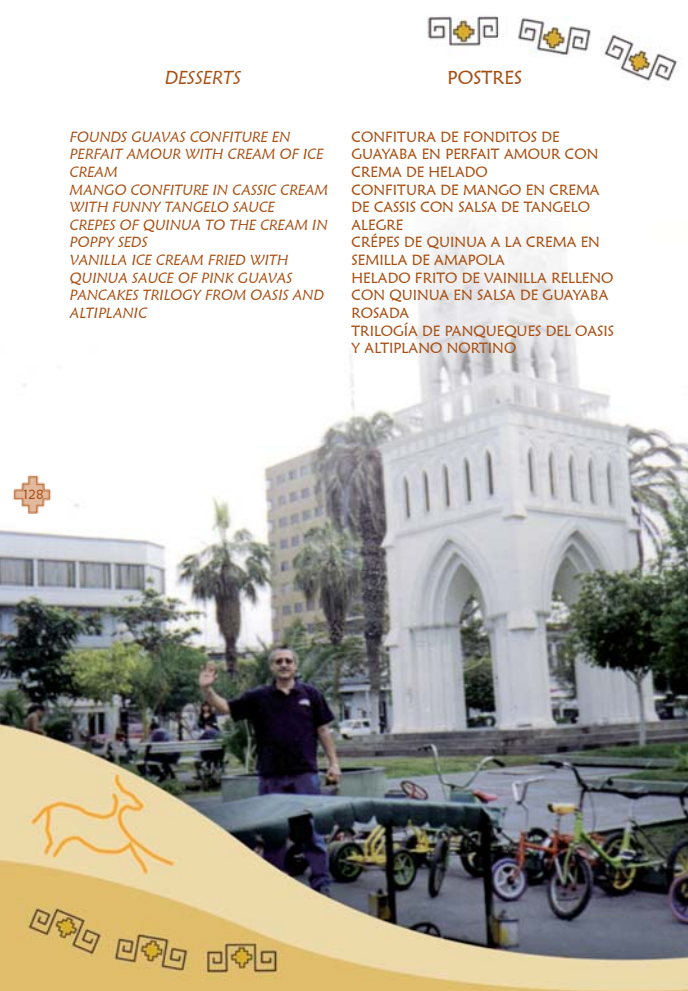 DESSERTS
FOUNDS GUAVAS CONFITURE EN
PERFAIT AMOUR WITH CREAM OF ICE
CREAM
MANGO CONFITURE IN CASSIC CREAM
WITH FUNNY TANGELO SAUCE
CREPES OF QUINUA TO THE CREAM IN
POPPY SEDS
VANILLA ICE CREAM FRIED WITH
QUINUA SAUCE OF PINK GUAVAS
PANCAKES TRILOGY FROM OASIS AND
ALTIPLANIC
POSTRES
CONFITURA DE FONDITOS DE
GUAYABA EN PERFAIT AMOUR CON
CREMA DE HELADO
CONFITURA DE MANGO EN CREMA
DE CASSIS CON SALSA DE TANGELO
ALEGRE
CRÉPES DE QUINUA A LA CREMA EN
SEMILLA DE AMAPOLA
HELADO FRITO DE VAINILLA RELLENO
CON QUINUA EN SALSA DE GUAYABA
ROSADA
TRILOGÍA DE PANQUEQUES DEL OASIS
Y ALTIPLANO NORTINO
128